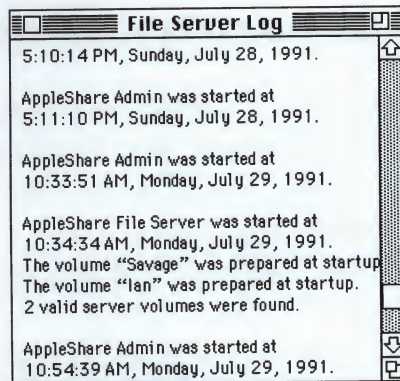 File Server Log
5:10:14 PM, Sunday, July 28, 1991.
AppleShare Admin was started at
5:11:10 PM, Sunday, July 28, 1991.
AppleShare Admin was started at
10:33:51 AM, Monday, July 29, 1991.
AppleShare File Server was started at
10:34:34 AM, Monday, July 29, 1991.
The volume “Savage” was prepared at startup
The volume “Ian” was prepared at startup.
2 valid server volumes were found.
AppleShare Admin was started at
10:54:39 AM, Monday, July 29, 1991.